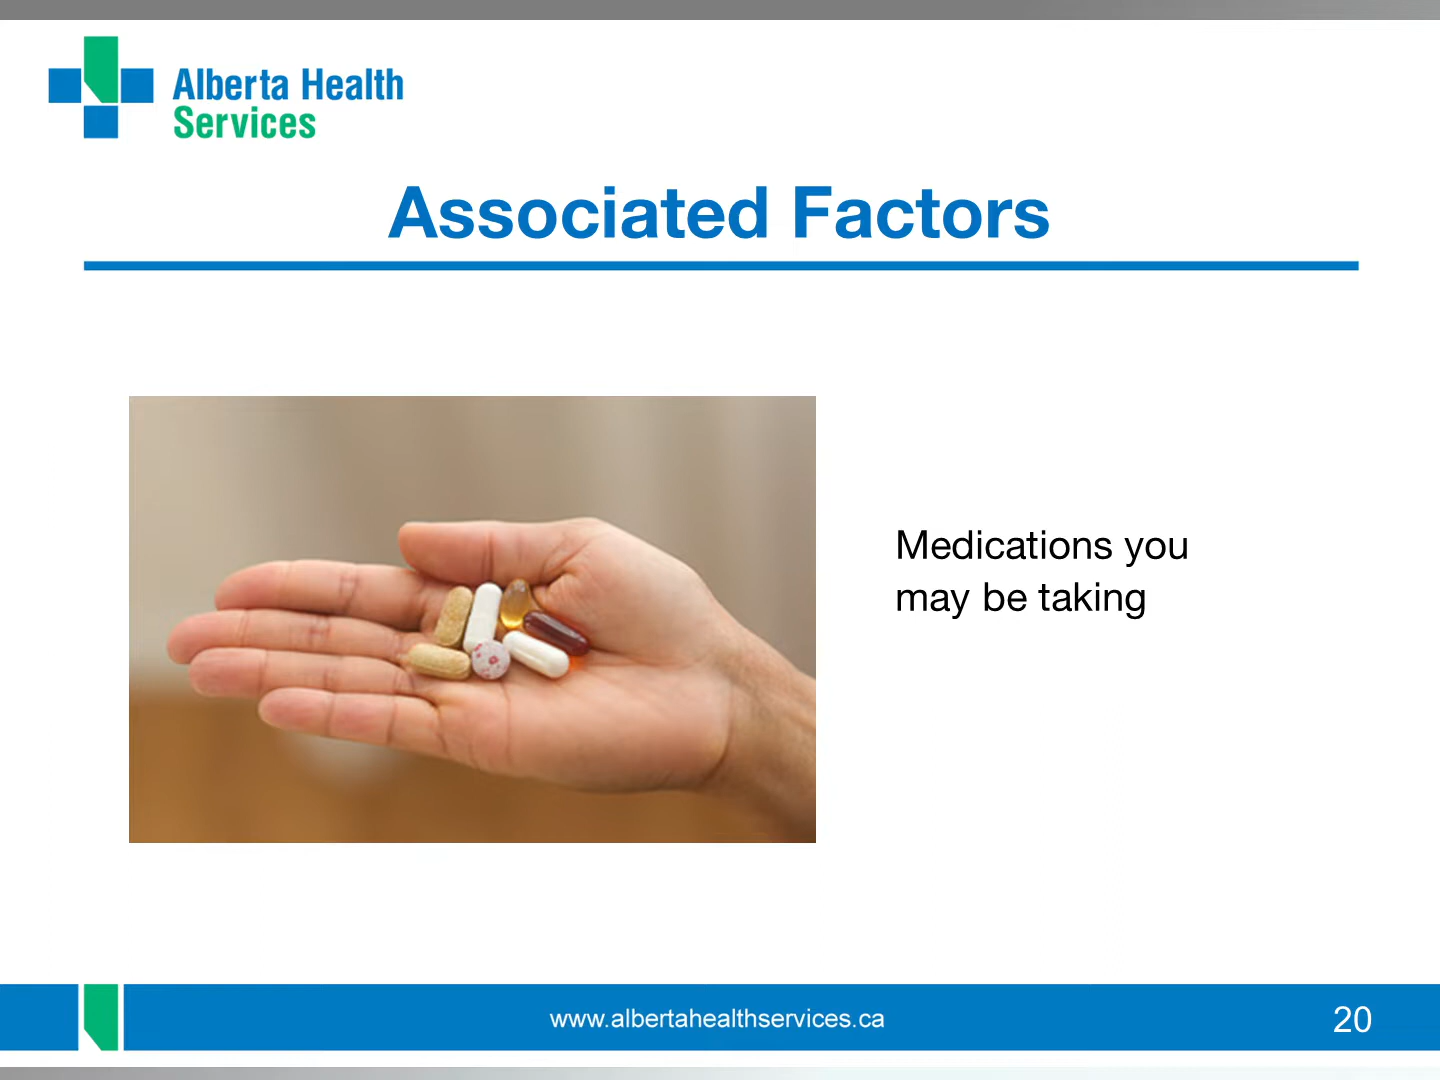 Alberta Health
Services
Associated Factors
Medications you
may be taking
www.albertahealthservices.ca
20